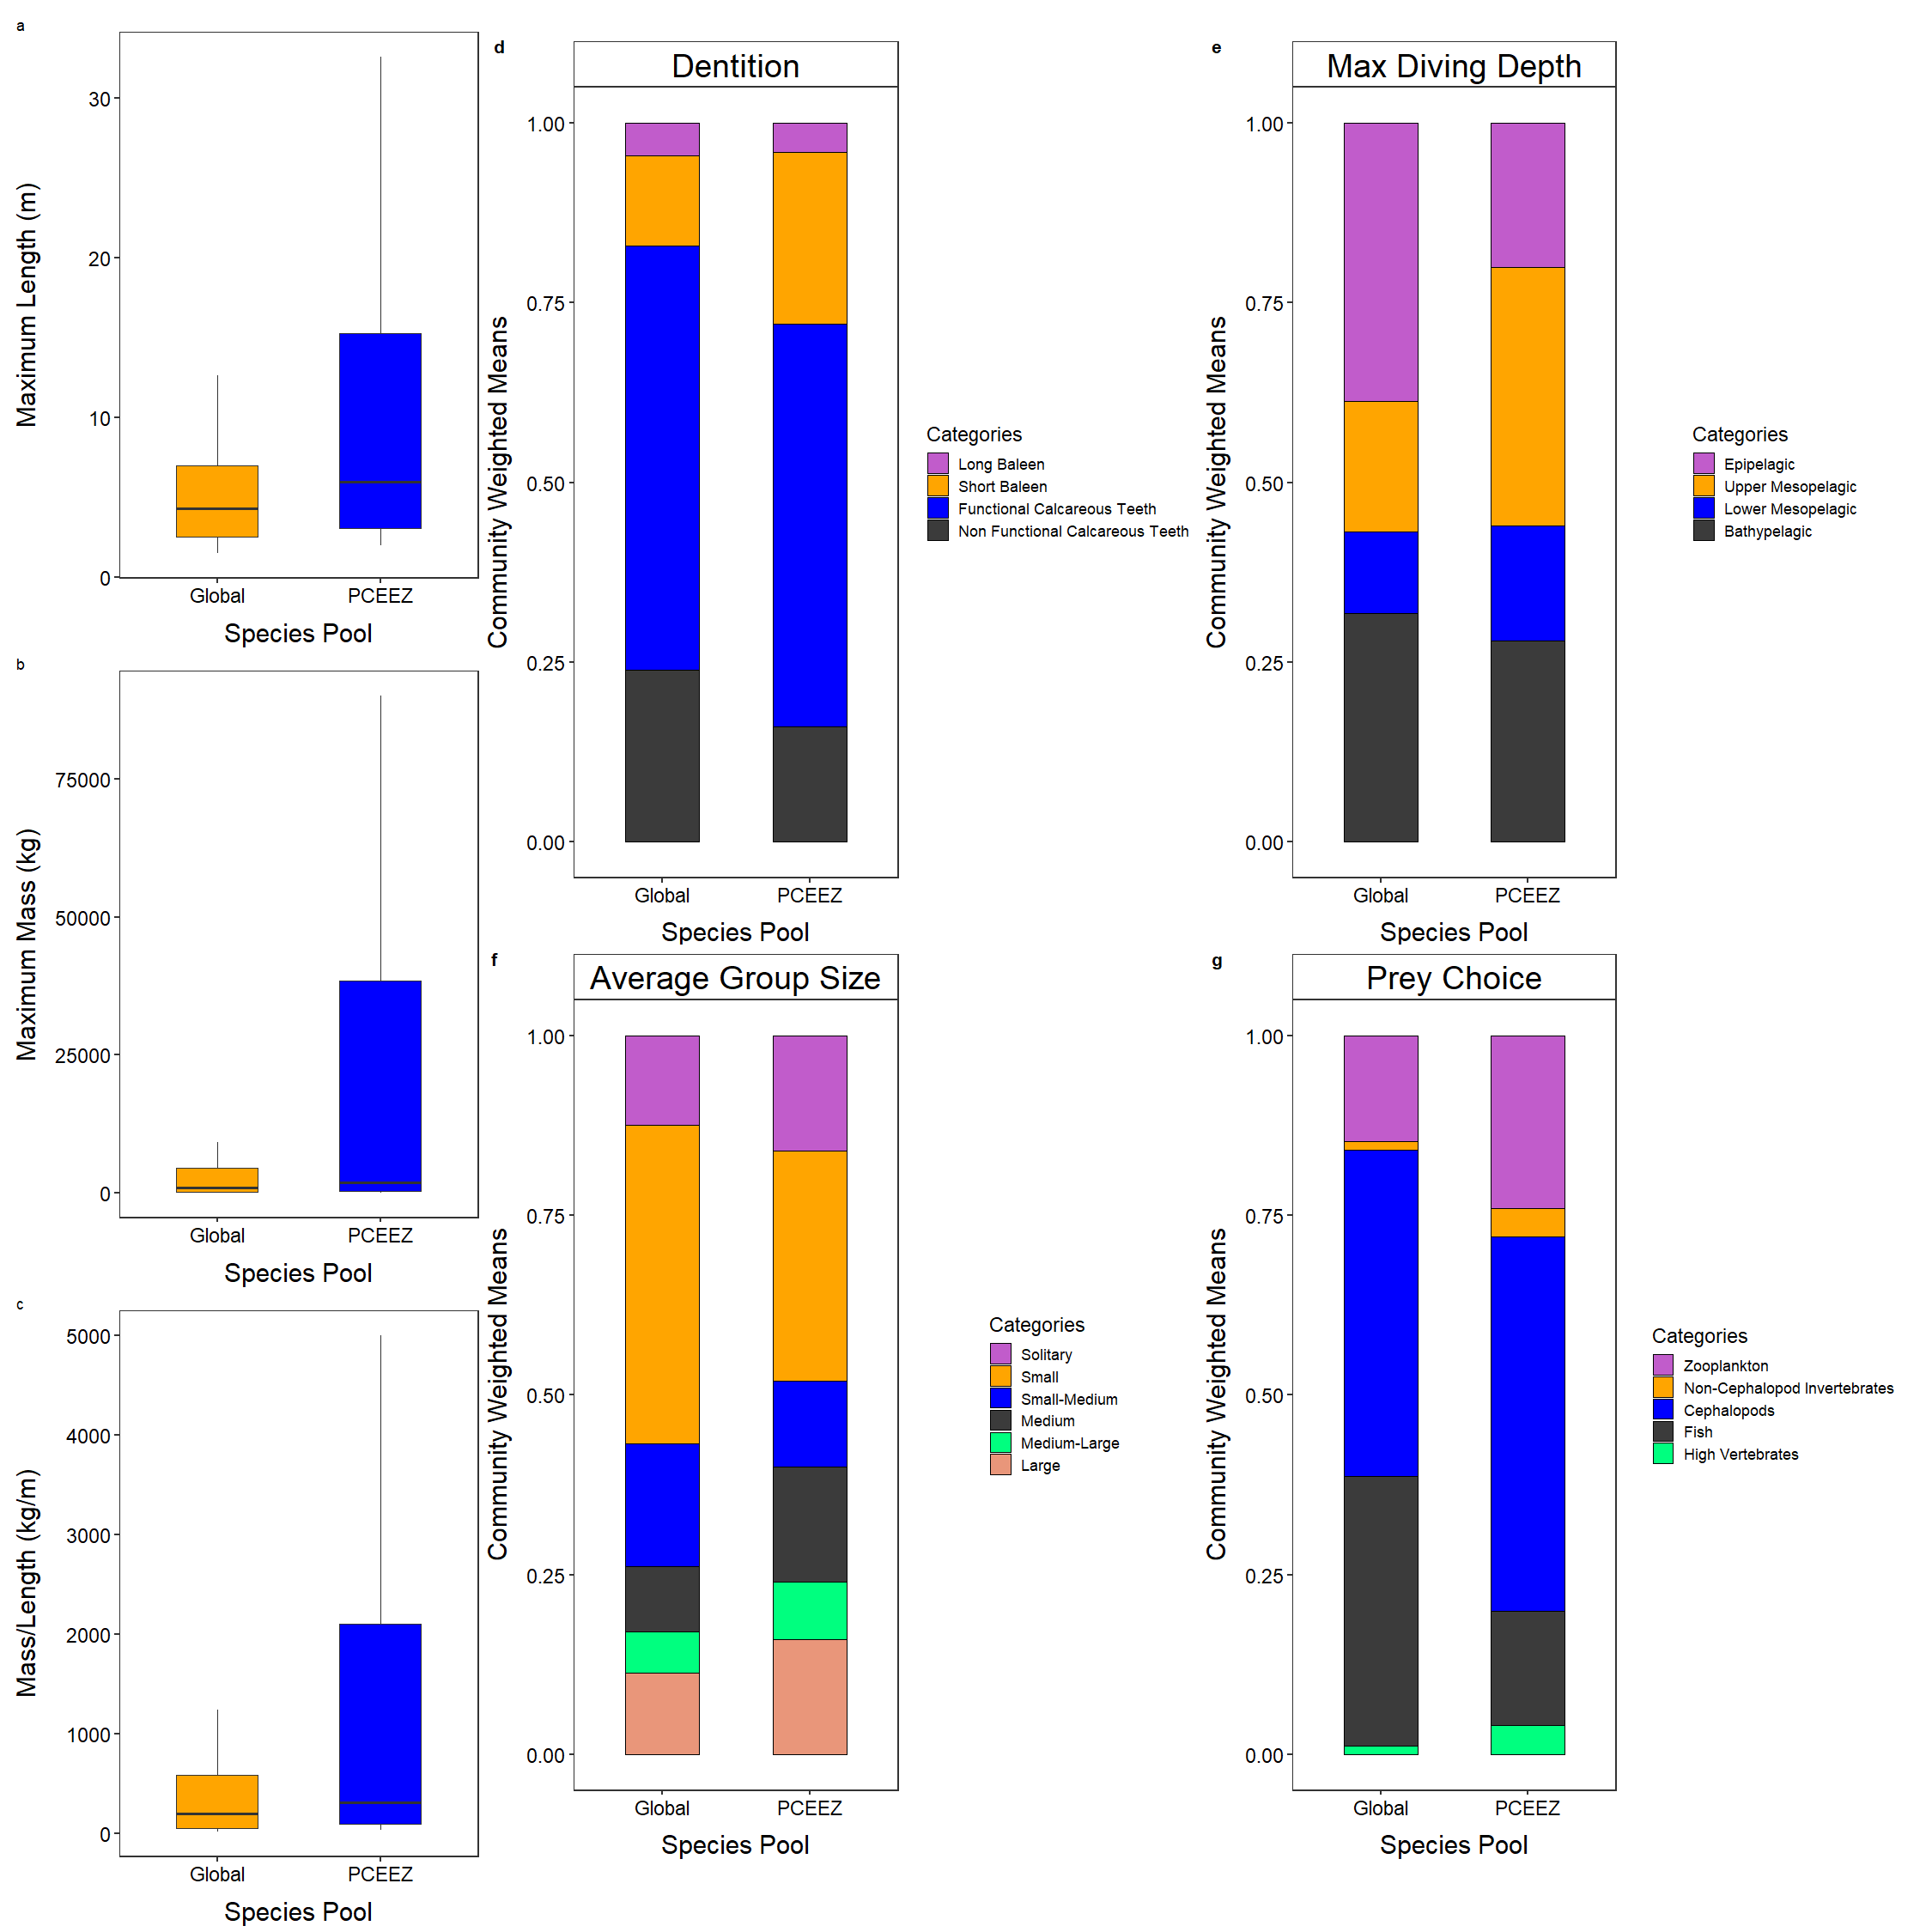 a
30
20
10
0
Maximum Length (m)
Global
PCEEZ
Species Pool
b
75000
50000
25000
0
Maximum Mass (kg)
Global
PCEEZ
Species Pool
c
5000
4000
3000
2000
1000
0
Mass/Length (kg/m)
Global
PCEEZ
Species Pool
d
Dentition
1.00
0.75
0.50
0.25
0.00
Community Weighted Means
Global
PCEEZ
Species Pool
Categories
Long Baleen
Short Baleen
Functional Calcareous Teeth
Non Functional Calcareous Teeth
e
Max Diving Depth
1.00
0.75
0.50
0.25
0.00
Community Weighted Means
Global
PCEEZ
Species Pool
Categories
Epipelagic
Upper Mesopelagic
Lower Mesopelagic
Bathypelagic
f
Average Group Size
1.00
0.75
0.50
0.25
0.00
Community Weighted Means
Global
PCEEZ
Species Pool
Categories
Solitary
Small
Small-Medium
Medium
Medium-Large
Large
g
Prey Choice
1.00
0.75
0.50
0.25
0.00
Community Weighted Means
Global
PCEEZ
Species Pool
Categories
Zooplankton
Non-Cephalopod Invertebrates
Cephalopods
Fish
High Vertebrates